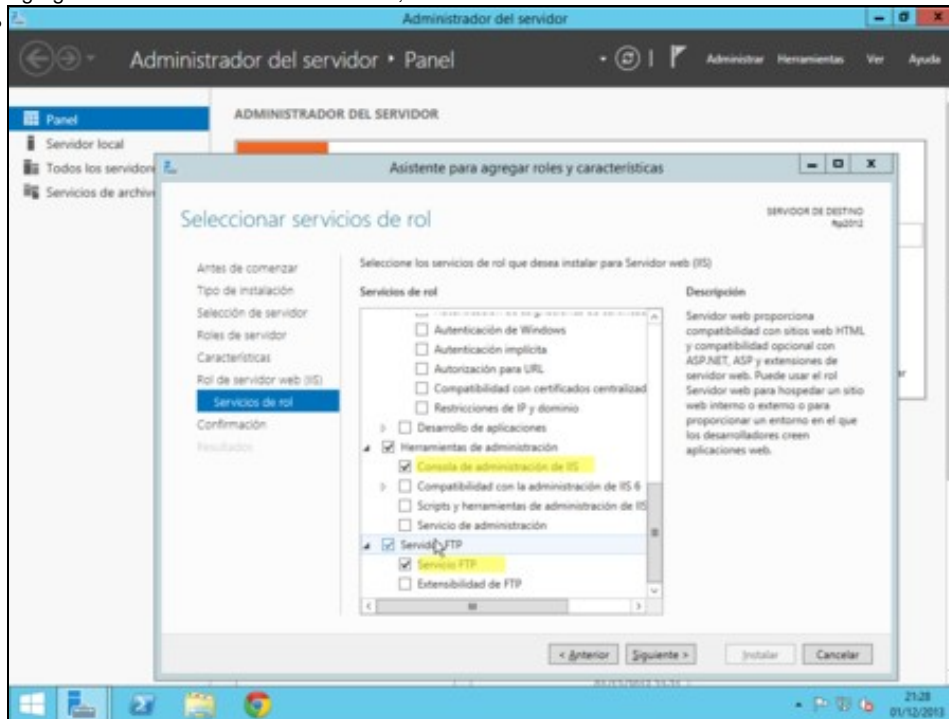 Administrador del servidor
Administrador del servidor • Panel
Administrar Herramientas Ver Ayuda
Panel
Servidor local
Todos los servidore
Servicios de archivo
ADMINISTRADOR DEL SERVIDOR
Asistente para agregar roles y características
Seleccionar servicios de rol
SERVIDOR DE DESTINO
Antes de comenzar
Tipo de instalación
Selección de servidor
Roles de servidor
Características
Rol de servidor web (IIS)
Servicios de rol
Confirmación
Resultados
Seleccione los servicios de rol que desea instalar para Servidor web (IIS)
Servicios de rol
Autenticación de Windows
Autenticación implícita
Autorización para URL
Compatibilidad con certificados centralizad
Restricciones de IP y dominio
Desarrollo de aplicaciones
Herramientas de administración
Consola de administración de IIS
Compatibilidad con la administración de IIS 6
Scripts y herramientas de administración de IIS
Servicio de administración
Servidor FTP
Servicio FTP
Extensibilidad de FTP
Descripción
Servidor web proporciona
compatibilidad con sitios web HTML
y compatibilidad opcional con
ASP.NET, ASP y extensiones de
servidor web. Puede usar el rol
Servidor web para hospedar un sitio
web interno o externo o para
proporcionar un entorno en el que
los desarrolladores creen
aplicaciones web.
< Anterior
Siguiente >
Instalar
Cancelar
21:28
01/12/2013